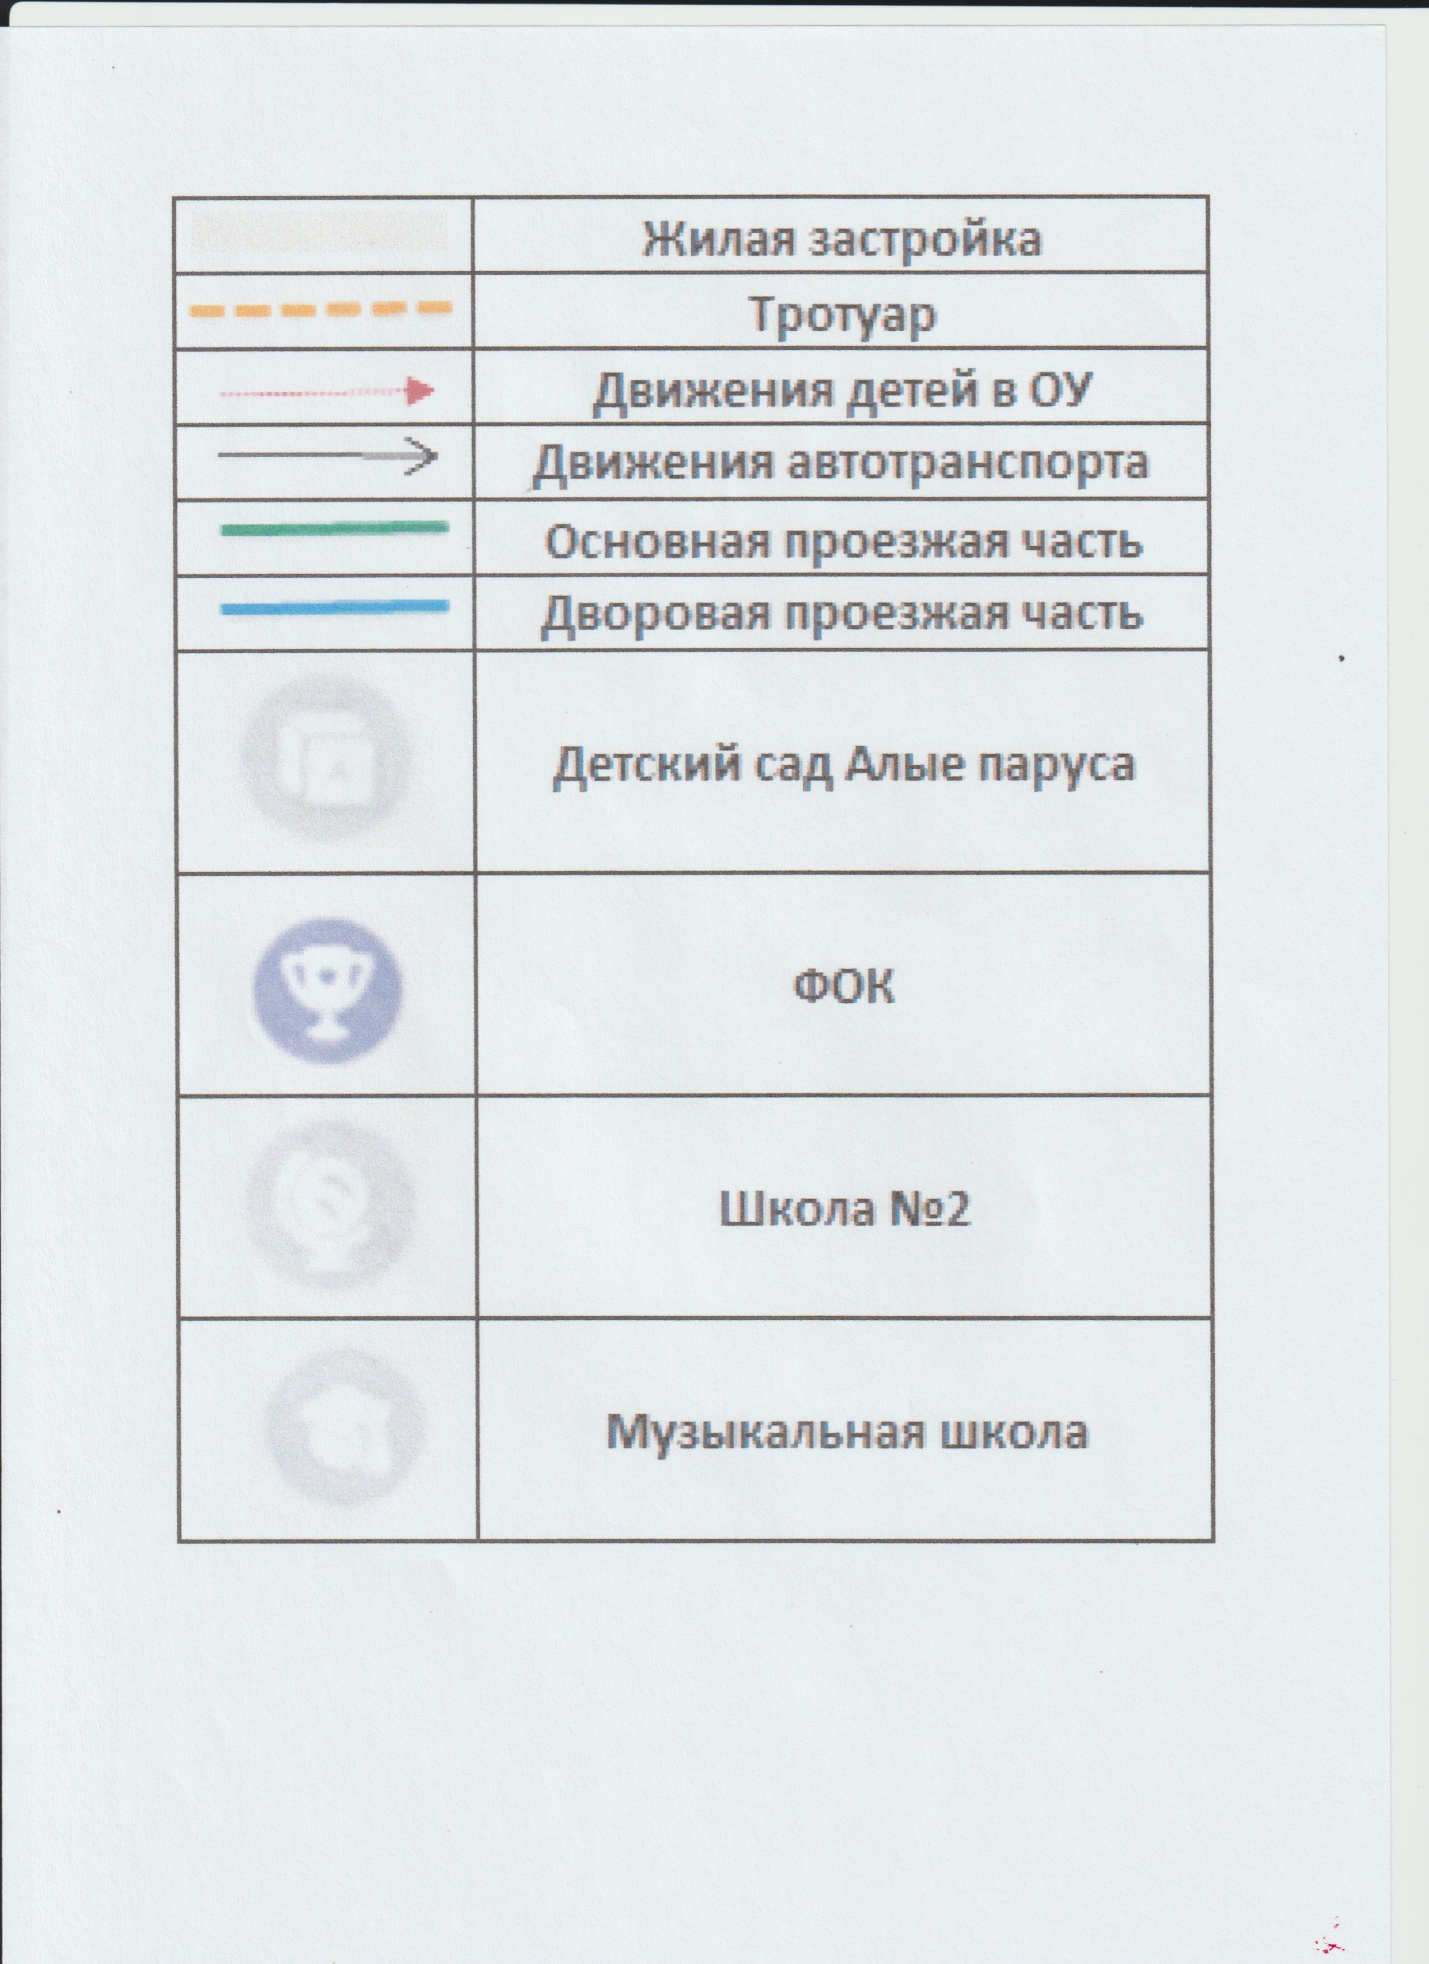 Жилая застройка
Тротуар
Движения детей в ОУ
Движения автотранспорта
Основная проезжая часть
Дворовая проезжая часть
А
Детский сад Алые паруса
ФОК
Школа №2
Музыкальная школа